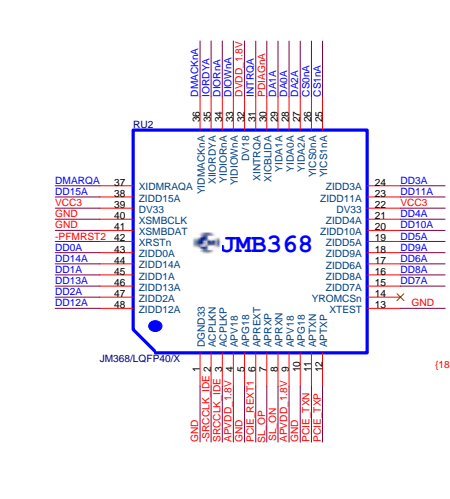 DMACKnA
IORDYA
DIORnA
DIOWnA
DVDD_1.8V
INTRQA
PDIAGnA
DA1A
DA0A
DA2A
CS0nA
CS1nA
36 35 34 33 32 31 30 29 28 27 26 25
RU2
YIDMACKnA
XIORDYA
YIDIORnA
YIDIOWnA
DV18
XINTRQA
XICBLIDA
YIDA1A
YIDA0A
YIDA2A
YICS0nA
YICS1nA
DMARQA 37 XIDMRAQA
DD15A 38 ZIDD15A
VCC3 39 DV33
GND 40 XSMBCLK
GND 41 XSMBDAT
-PFMRST2 42 XRSTn
DD0A 43 ZIDD0A
DD14A 44 ZIDD14A
DD1A 45 ZIDD1A
DD13A 46 ZIDD13A
DD2A 47 ZIDD2A
DD12A 48 ZIDD12A
JMB368
ZIDD3A 24 DD3A
ZIDD11A 23 DD11A
DV33 22 VCC3
ZIDD4A 21 DD4A
ZIDD10A 20 DD10A
ZIDD5A 19 DD5A
ZIDD9A 18 DD9A
ZIDD6A 17 DD6A
ZIDD8A 16 DD8A
ZIDD7A 15 DD7A
YROMCSn 14
XTEST 13 GND
DGND33
ACPLKN
ACPLKP
APV18
APG18
APREXT
APRXP
APRXN
APV18
APG18
APTXN
APTXP
JM368/LQFP40/X
1 2 3 4 5 6 7 8 9 10 11 12
GND
-SRCCLK_IDE
SRCCLK_IDE
APVDD_1.8V
GND
PCIE_REXT1
SL_OP
SL_ON
APVDD_1.8V
GND
PCIE_TXN
PCIE_TXP
{18